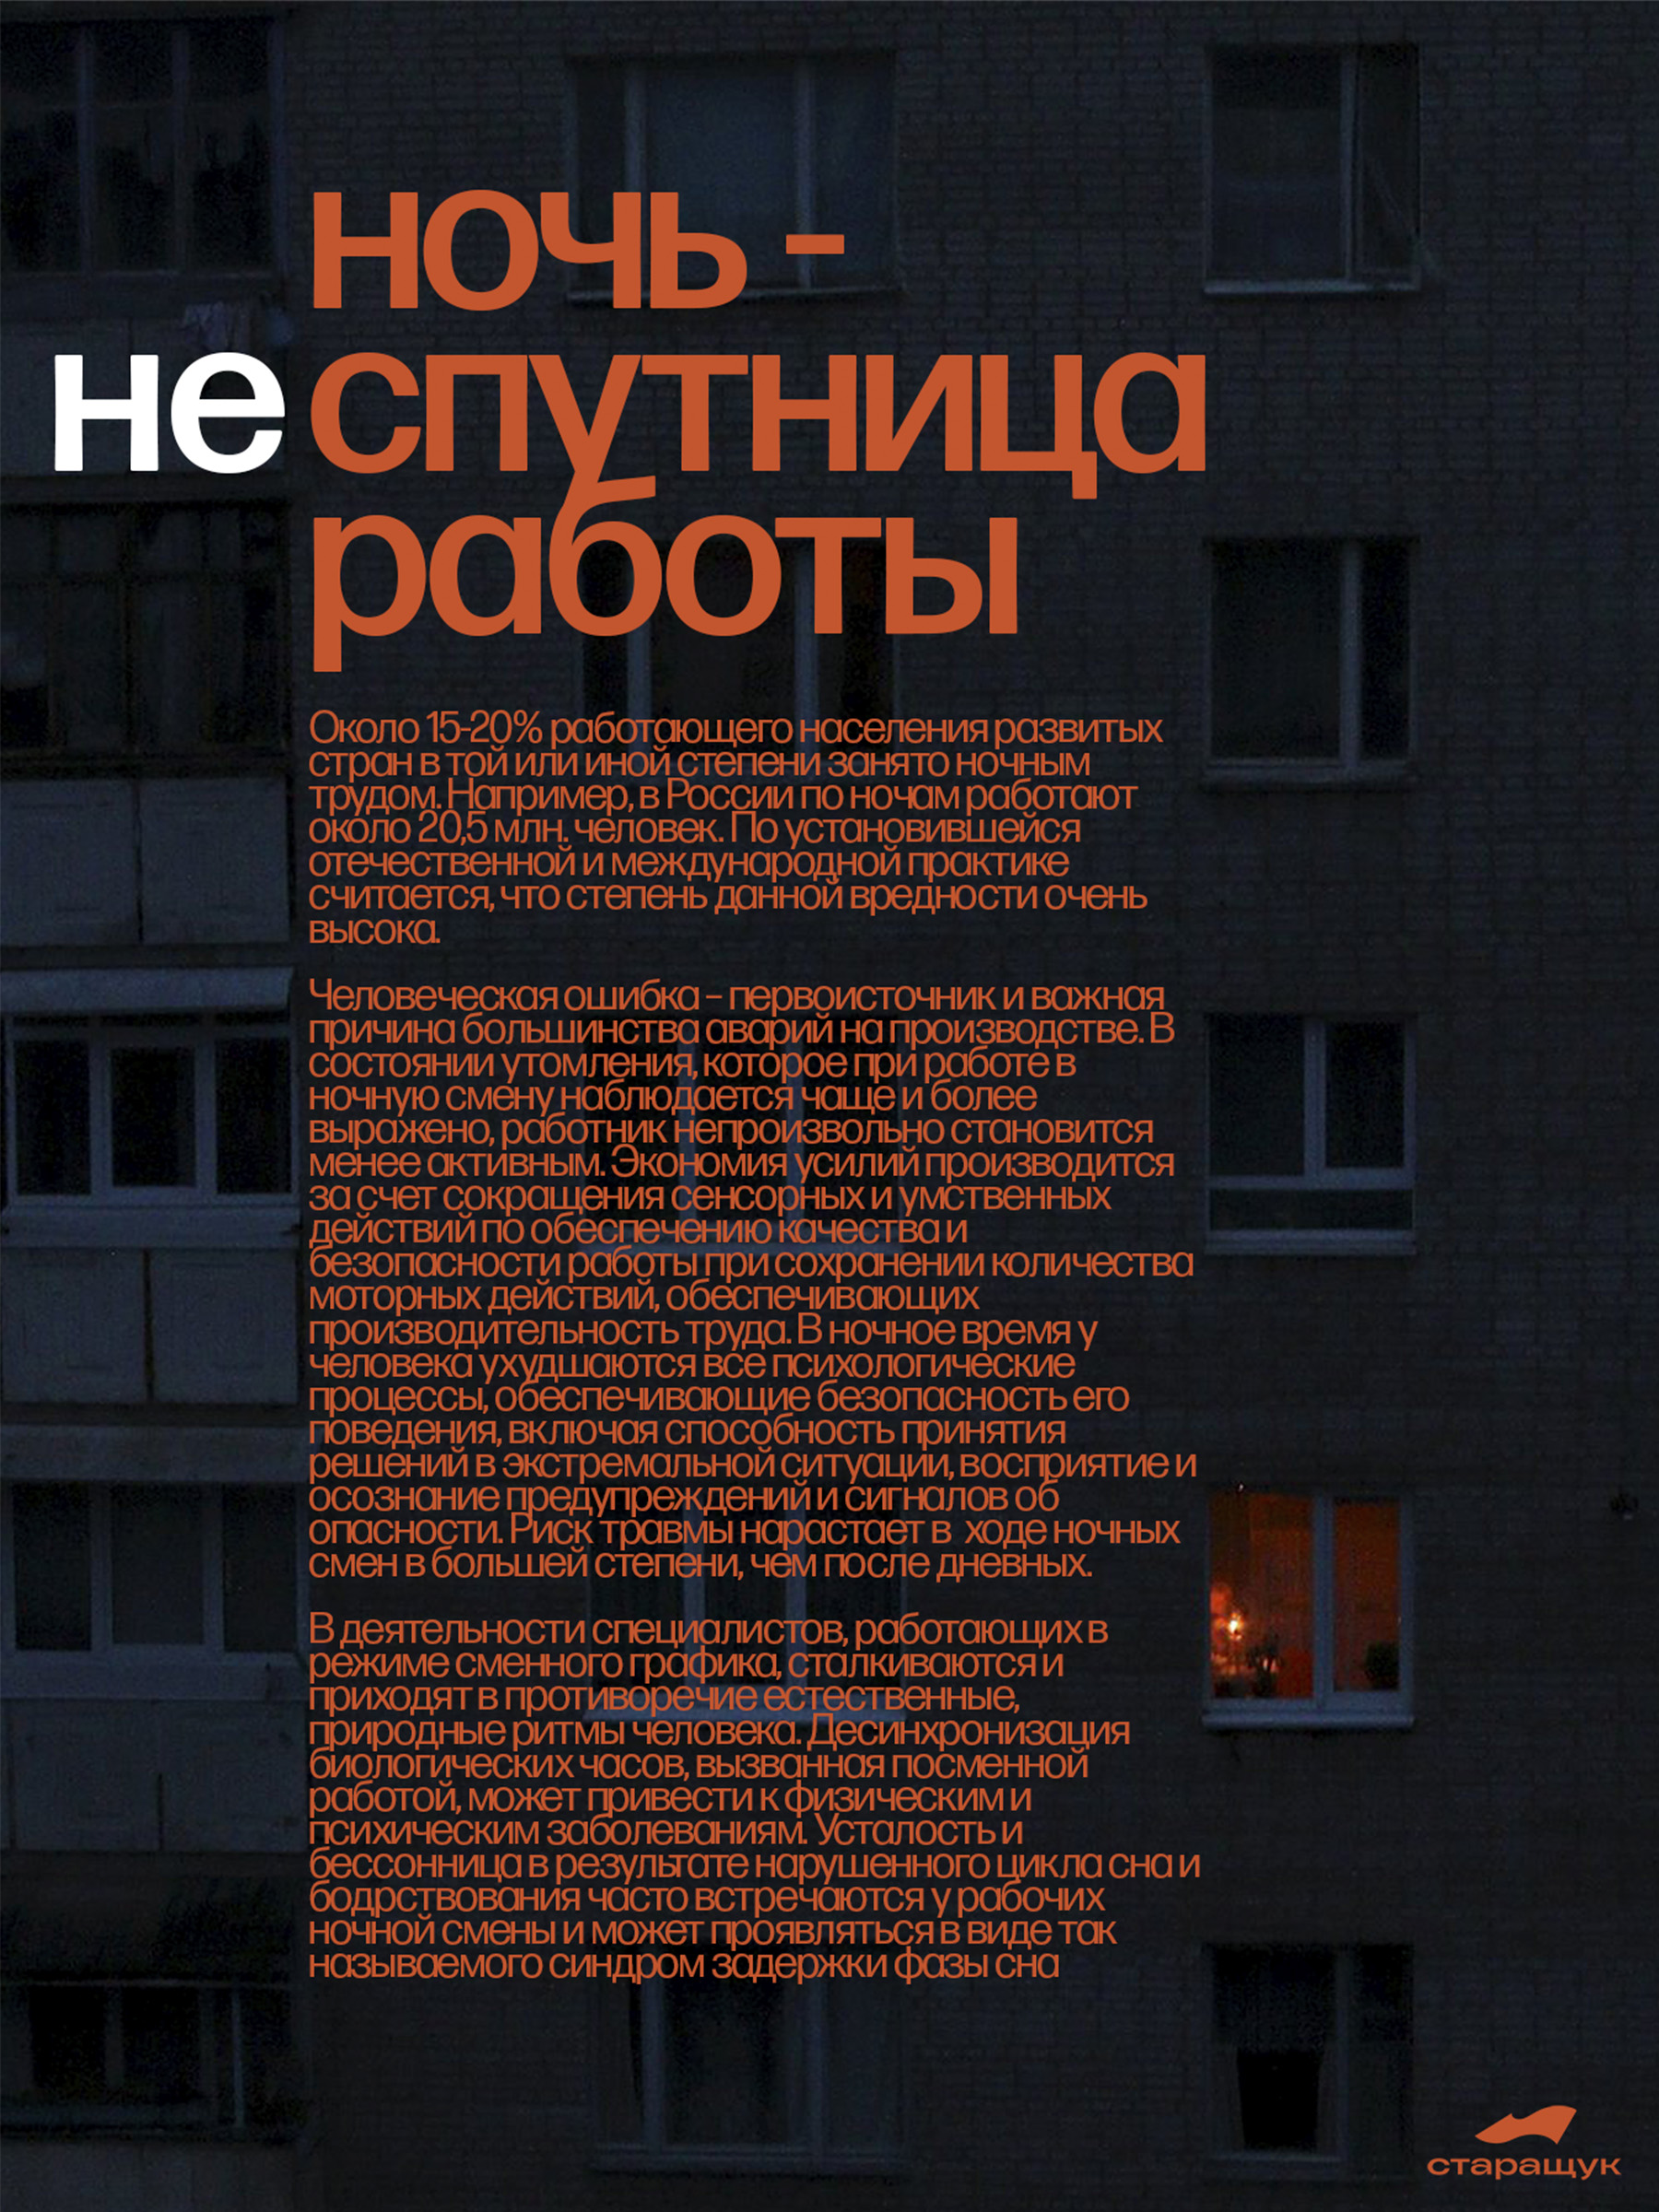 ночь -
не спутница
работы
Около 15-20% работающего населения развитых
стран в той или иной степени занято ночным
трудом. Например, в России по ночам работают
около 20,5 млн. человек. По установившейся
отечественной и международной практике
считается, что степень данной вредности очень
высока.
Человеческая ошибка – первоисточник и важная
причина большинства аварий на производстве. В
состоянии утомления, которое при работе в
ночную смену наблюдается чаще и более
выражено, работник непроизвольно становится
менее активным. Экономия усилий производится
за счет сокращения сенсорных и умственных
действий по обеспечению качества и
безопасности работы при сохранении количества
моторных действий, обеспечивающих
производительность труда. В ночное время у
человека ухудшаются все психологические
процессы, обеспечивающие безопасность его
поведения, включая способность принятия
решений в экстремальной ситуации, восприятие и
осознание предупреждений и сигналов об
опасности. Риск травмы нарастает в ходе ночных
смен в большей степени, чем после дневных.
В деятельности специалистов, работающих в
режиме сменного графика, сталкиваются и
приходят в противоречие естественные,
природные ритмы человека. Десинхронизация
биологических часов, вызванная посменной
работой, может привести к физическим и
психическим заболеваниям. Усталость и
бессонница в результате нарушенного цикла сна и
бодрствования часто встречаются у рабочих
ночной смены и может проявляться в виде так
называемого синдром задержки фазы сна
старащук